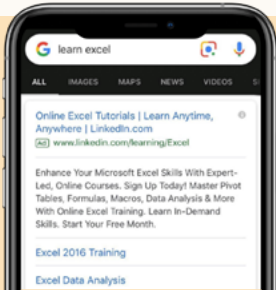 learn excel
ALL IMAGES MAPS NEWS VIDEOS S
Online Excel Tutorials | Learn Anytime,
Anywhere | LinkedIn.com
Ad www.linkedin.com/learning/Excel
Enhance Your Microsoft Excel Skills With Expert-
Led, Online Courses. Sign Up Today! Master Pivot
Tables, Formulas, Macros, Data Analysis & More
With Online Excel Training. Learn In-Demand
Skills. Start Your Free Month.
Excel 2016 Training
Excel Data Analysis